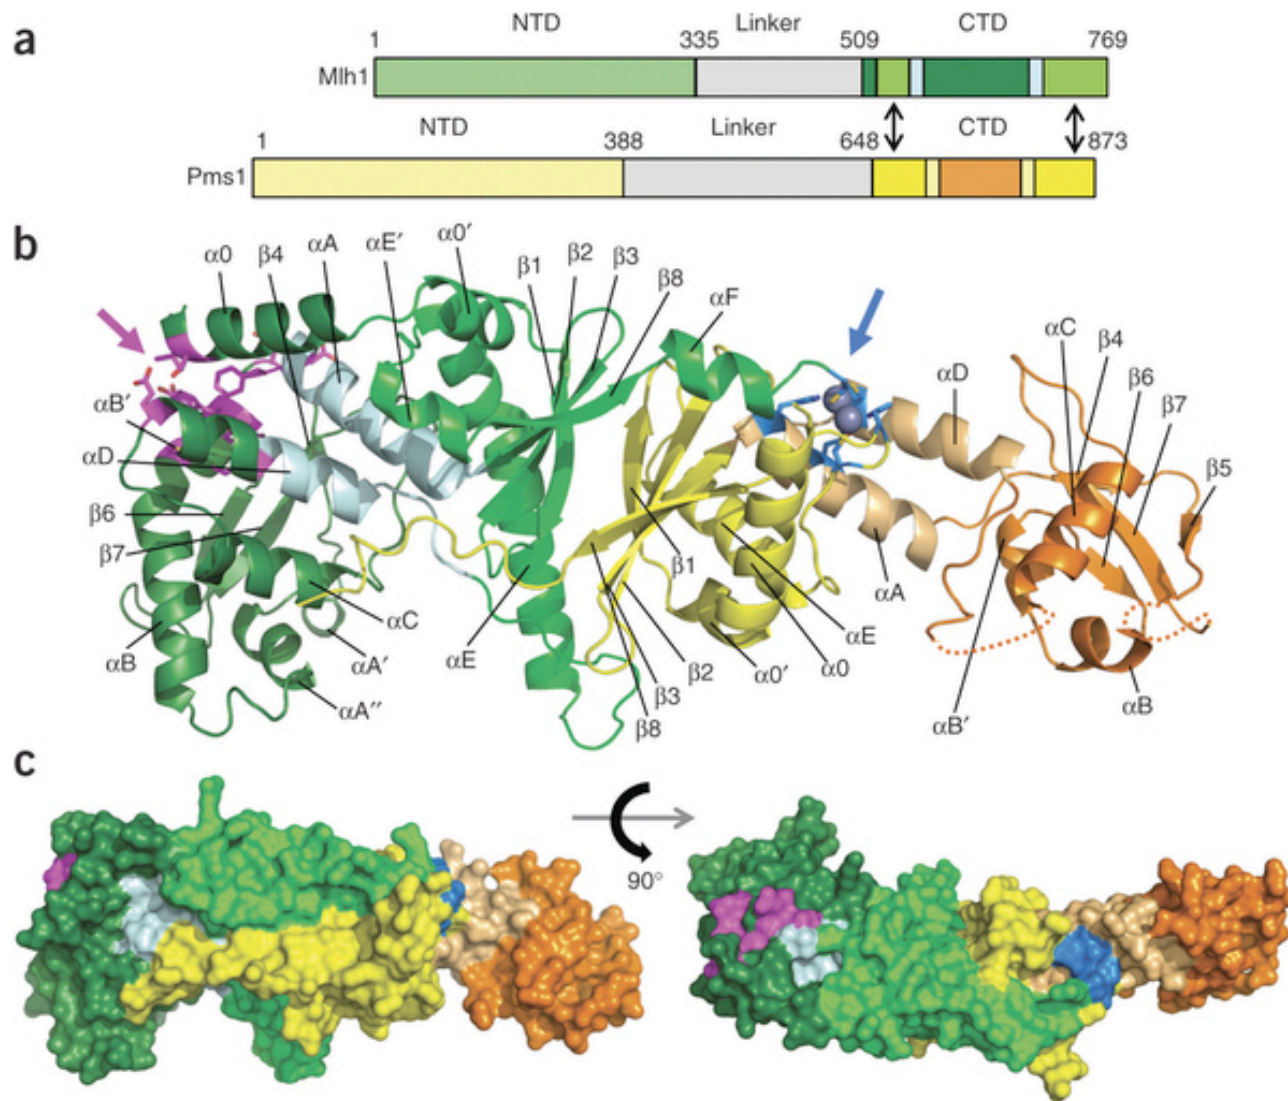 a
NTD Linker CTD
1 335 509 769
Mlh1
NTD Linker CTD
1 388 648 873
Pms1
b
α0 β4 αA αE′ α0′ β1 β2 β3 β8 αF αC β4 β6 β7 β5
αD
αB′
αD
β6
β7
αB αC αA′ αA″ αE β1 β3 β8 β2 α0′ α0 αE αA αB′ αB
c
90°